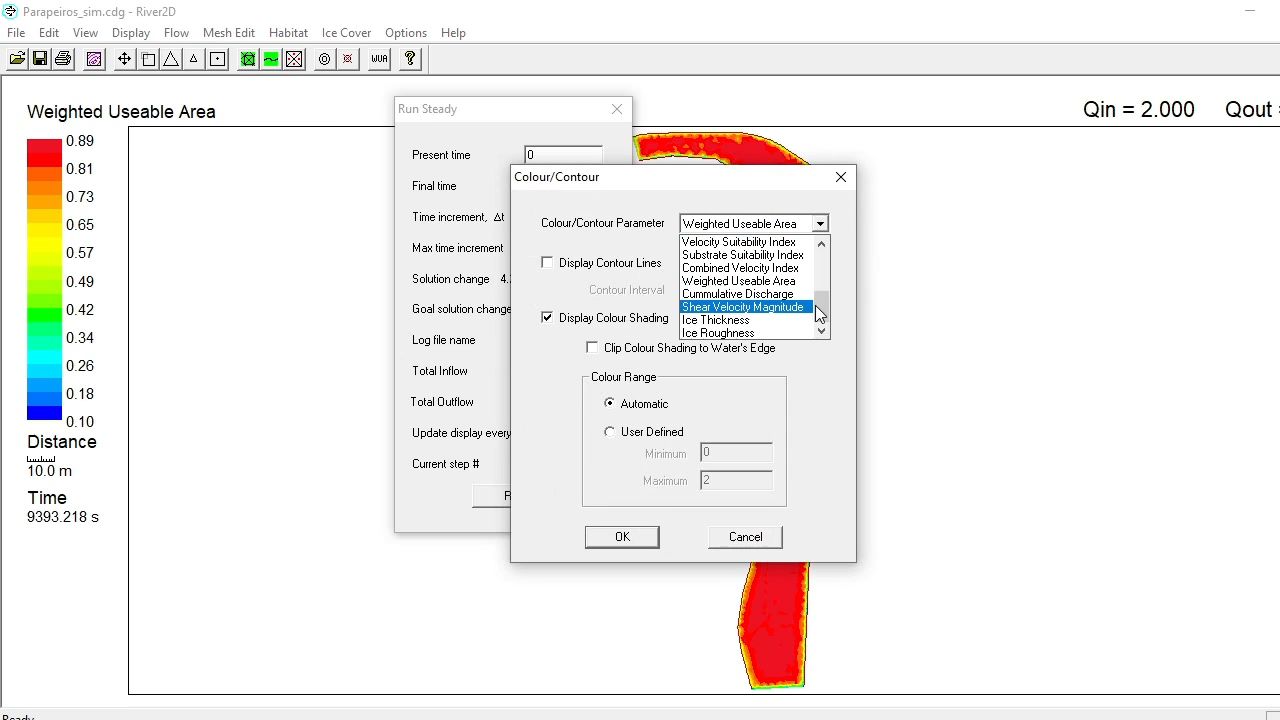 Parapeiros_sim.cdg - River2D
File Edit View Display Flow Mesh Edit Habitat Ice Cover Options Help
WUA ?
Weighted Useable Area
Qin = 2.000 Qout =
0.89
0.81
0.73
0.65
0.57
0.49
0.42
0.34
0.26
0.18
0.10
Distance
10.0 m
Time
9393.218 s
Run Steady
Present time 0
Final time
Time increment, Δt
Max time increment
Solution change 4.
Goal solution change
Log file name
Total Inflow
Total Outflow
Update display every
Current step #
R
Colour/Contour
Colour/Contour Parameter Weighted Useable Area
Velocity Suitability Index
Substrate Suitability Index
Combined Velocity Index
Weighted Useable Area
Cummulative Discharge
Shear Velocity Magnitude
Ice Thickness
Ice Roughness
Display Contour Lines
Contour Interval
Display Colour Shading
Clip Colour Shading to Water's Edge
Colour Range
Automatic
User Defined
Minimum 0
Maximum 2
OK Cancel
Ready